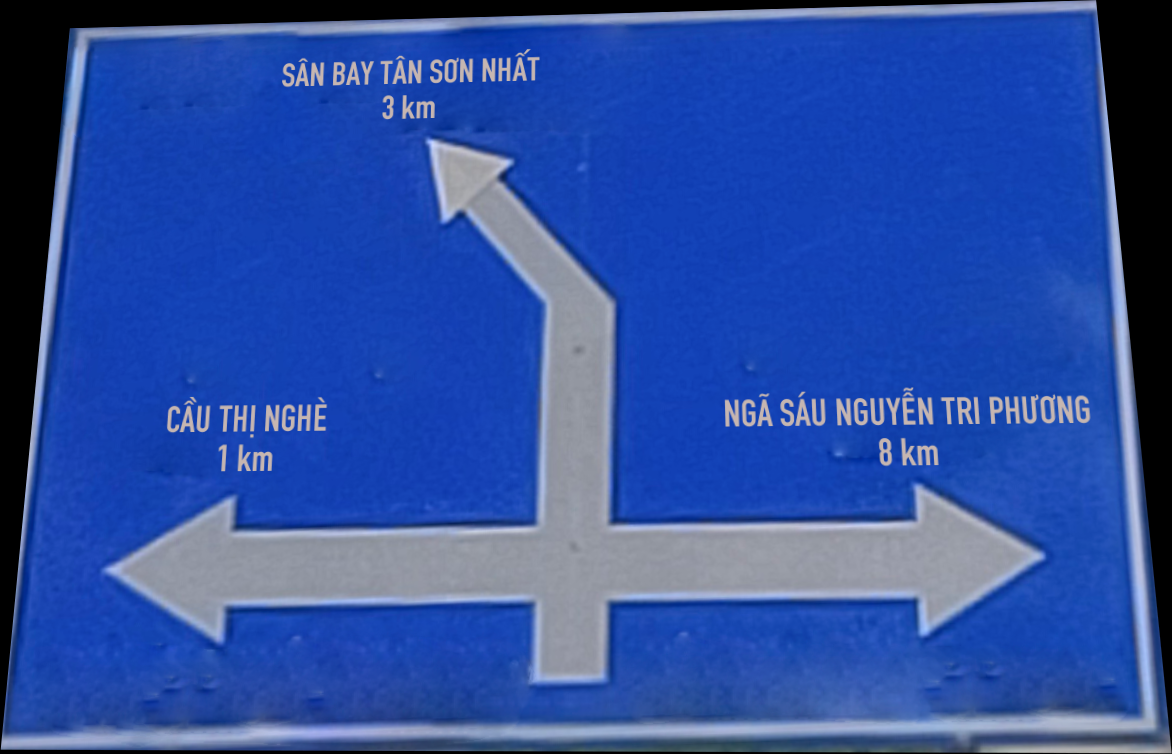 SÂN BAY TÂN SƠN NHẤT
3 km
CẦU THỊ NGHÈ
1 km
NGÃ SÁU NGUYỄN TRI PHƯƠNG
8 km